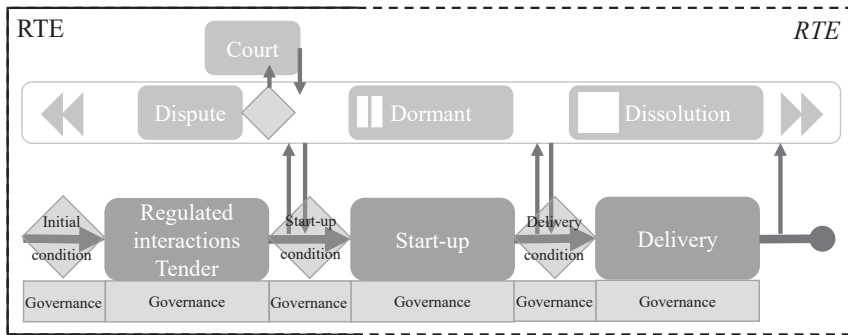 RTE
RTE
Court
Dispute
Dormant
Dissolution
Initial
condition
Regulated
interactions
Tender
Start-up
condition
Start-up
Delivery
condition
Delivery
Governance
Governance
Governance
Governance
Governance
Governance